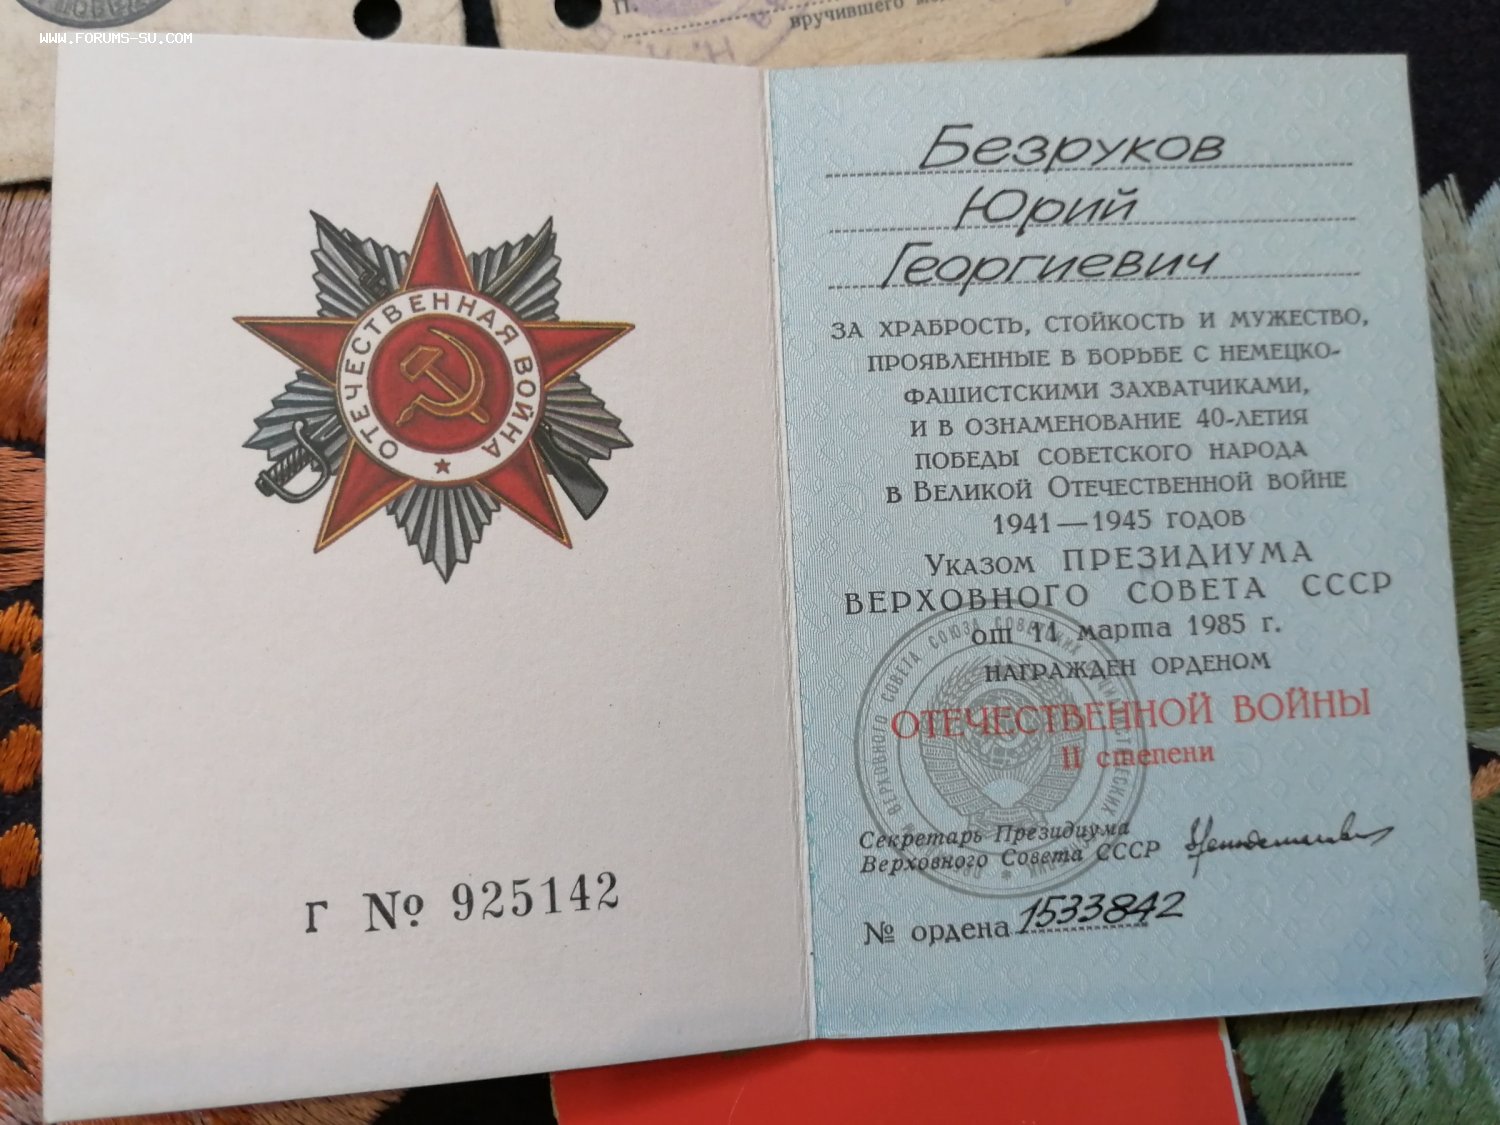 WWW.FORUMS-SU.COM
вручившего
ОТЕЧЕСТВЕННАЯ ВОЙНА
Г № 925142
Безруков
Юрий
Георгиевич
ЗА ХРАБРОСТЬ, СТОЙКОСТЬ И МУЖЕСТВО,
ПРОЯВЛЕННЫЕ В БОРЬБЕ С НЕМЕЦКО-
ФАШИСТСКИМИ ЗАХВАТЧИКАМИ,
И В ОЗНАМЕНОВАНИЕ 40-ЛЕТИЯ
ПОБЕДЫ СОВЕТСКОГО НАРОДА
В ВЕЛИКОЙ ОТЕЧЕСТВЕННОЙ ВОЙНЕ
1941—1945 ГОДОВ
УКАЗОМ ПРЕЗИДИУМА
ВЕРХОВНОГО СОВЕТА СССР
от 11 марта 1985 г.
НАГРАЖДЕН ОРДЕНОМ
ОТЕЧЕСТВЕННОЙ ВОЙНЫ
II степени
Секретарь Президиума
Верховного Совета СССР
№ ордена 1533842